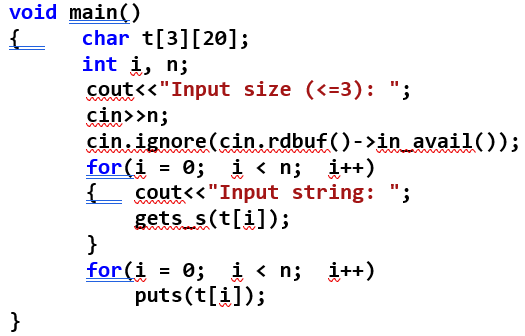 void main()
{    char t[3][20];
     int i, n;
     cout<<"Input size (<=3): ";
     cin>>n;
     cin.ignore(cin.rdbuf()->in_avail());
     for(i = 0;  i < n;  i++)
     {   cout<<"Input string: ";
         gets_s(t[i]);
     }
     for(i = 0;  i < n;  i++)
         puts(t[i]);
}